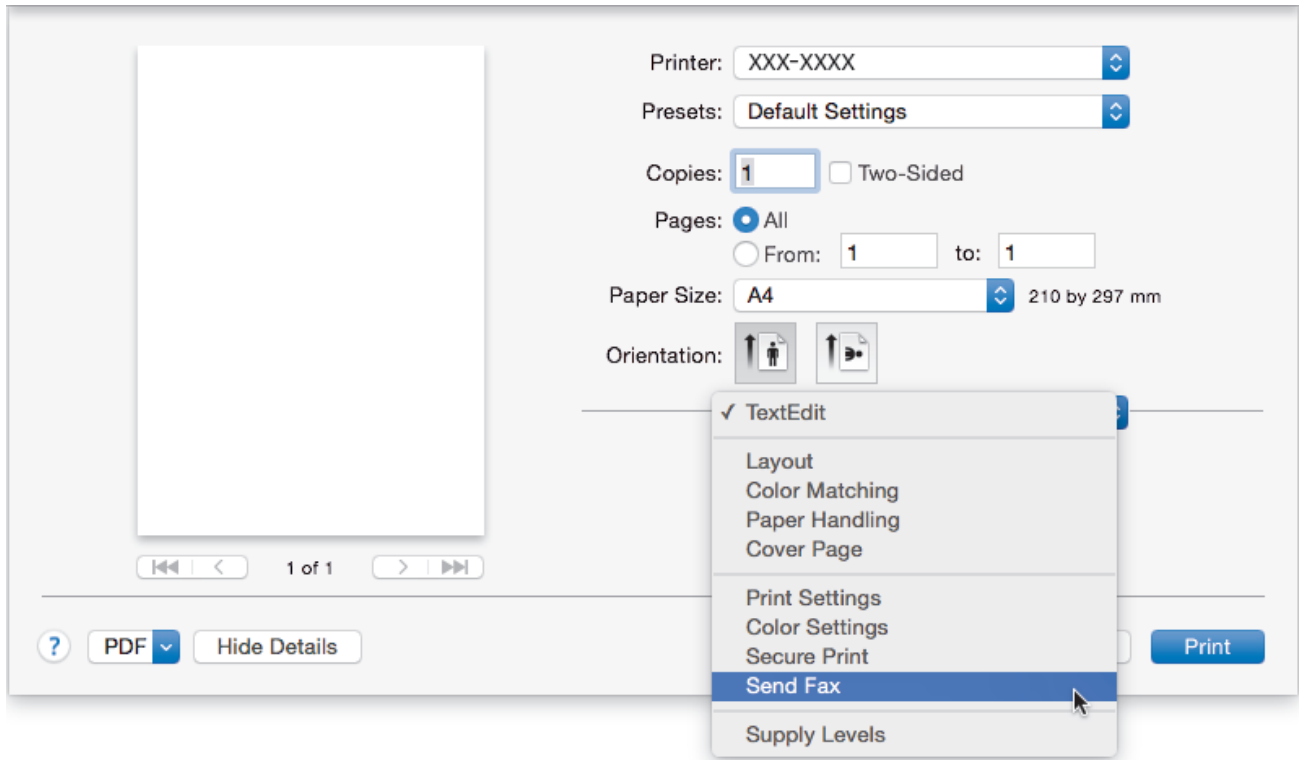 Printer: XXX-XXXX
Presets: Default Settings
Copies: 1 Two-Sided
Pages: All
From: 1 to: 1
Paper Size: A4 210 by 297 mm
Orientation:
✓ TextEdit
Layout
Color Matching
Paper Handling
Cover Page
1 of 1
Print Settings
Color Settings
Secure Print
Send Fax
Supply Levels
? PDF Hide Details Print